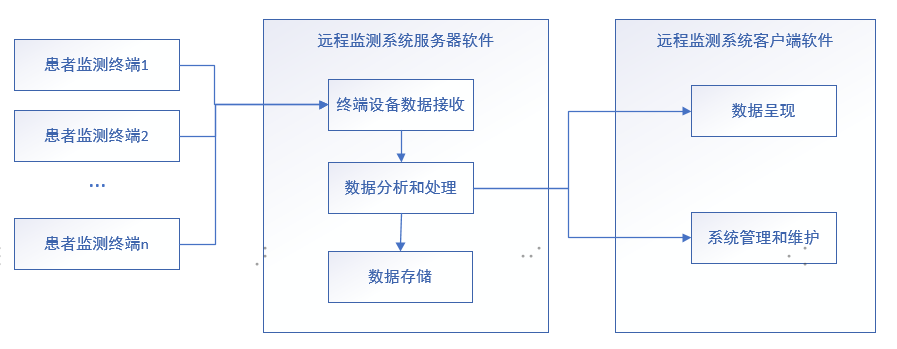 远程监测系统服务器软件
远程监测系统客户端软件
患者监测终端1
终端设备数据接收
数据呈现
患者监测终端2
...
数据分析和处理
患者监测终端n
系统管理和维护
数据存储